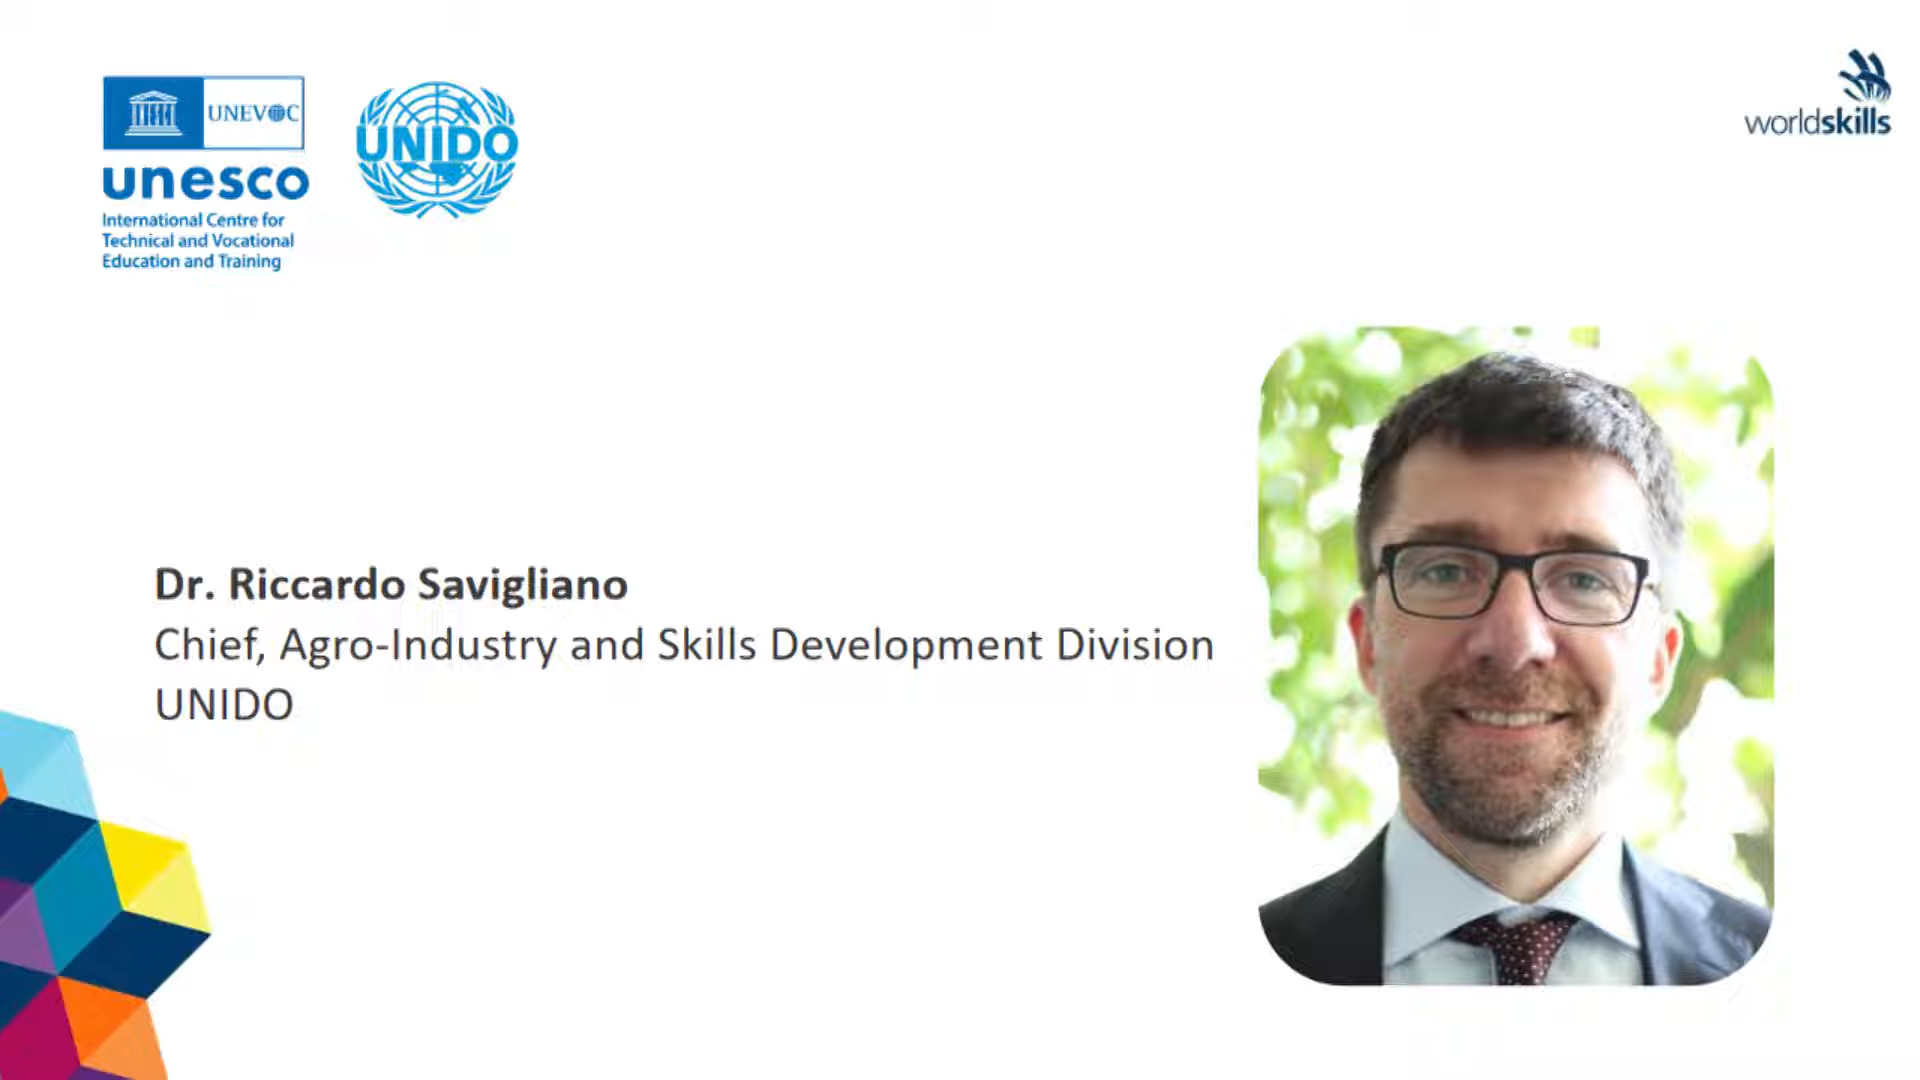 UNEVOC
unesco
International Centre for
Technical and Vocational
Education and Training
UNIDO
worldskills
Dr. Riccardo Savigliano
Chief, Agro-Industry and Skills Development Division
UNIDO